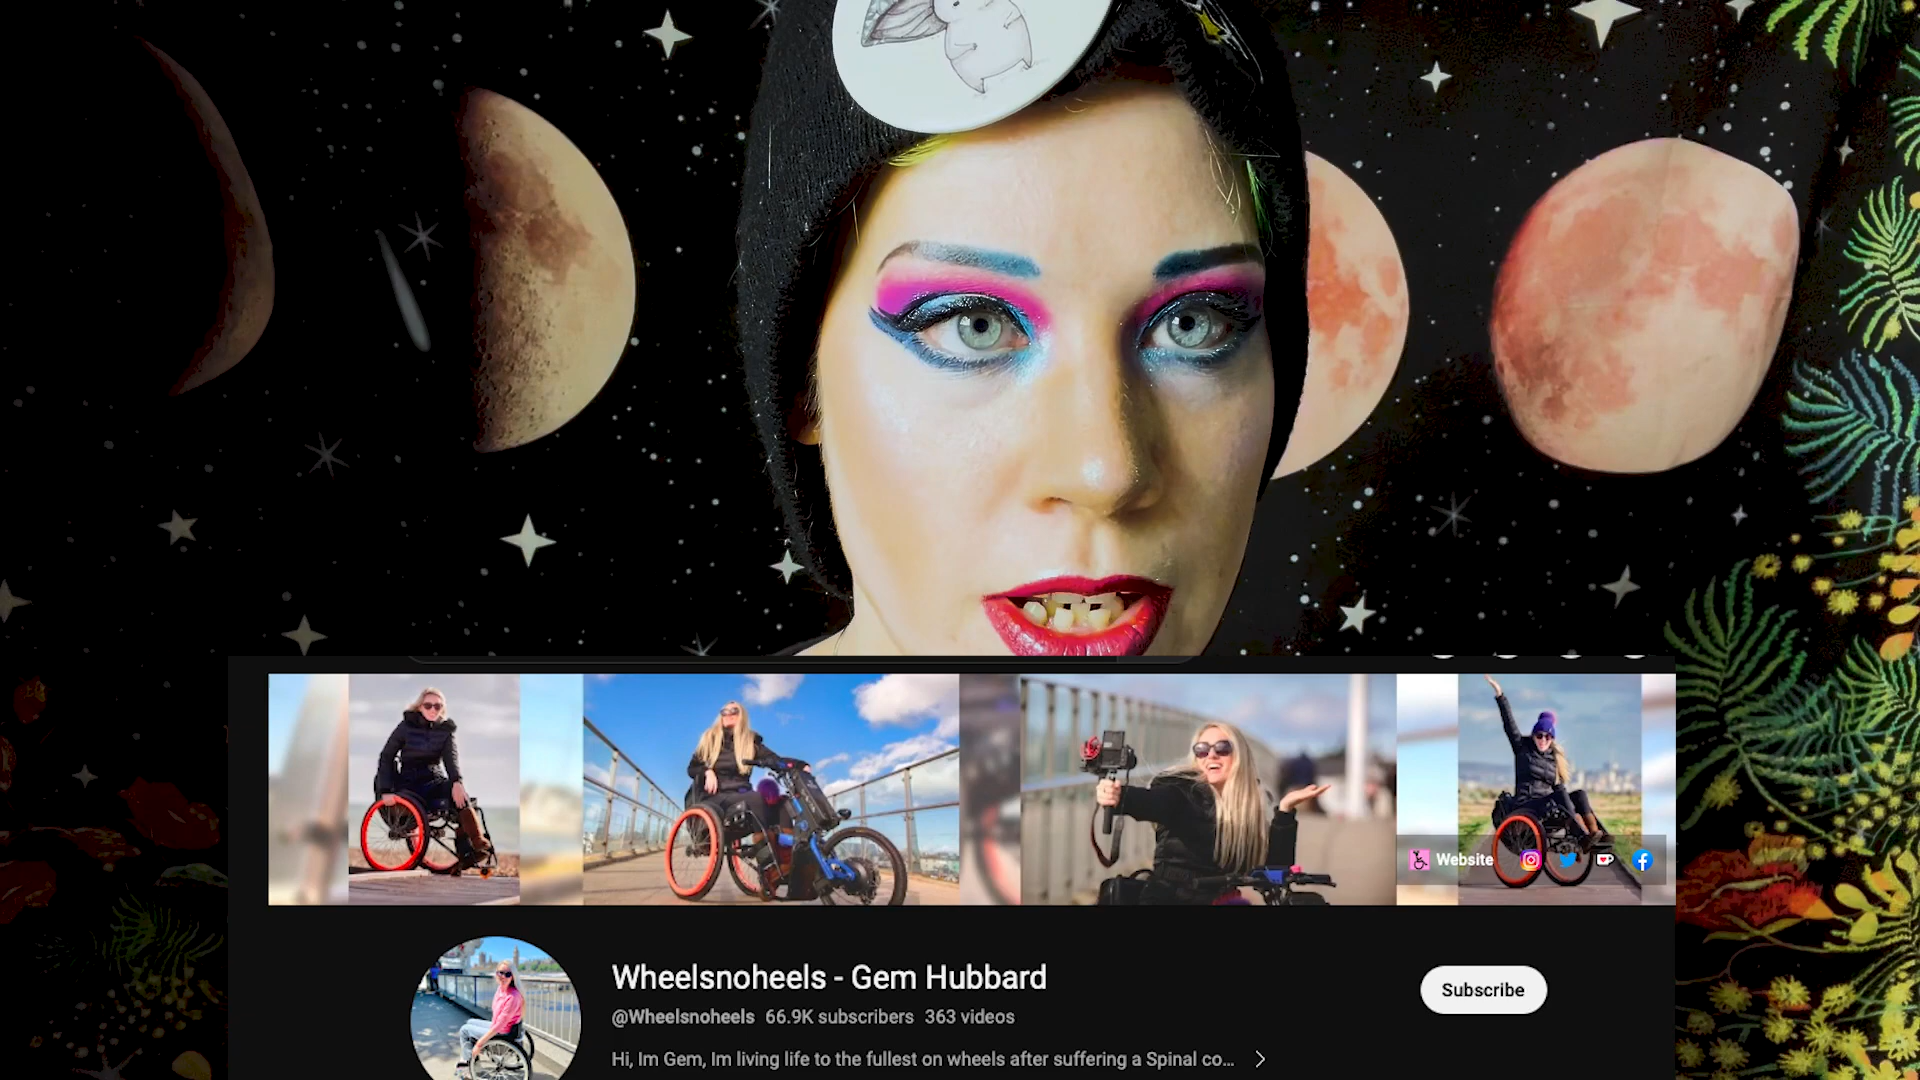 Website
Wheelsnoheels - Gem Hubbard
@Wheelsnoheels 66.9K subscribers 363 videos
Subscribe
Hi, Im Gem, Im living life to the fullest on wheels after suffering a Spinal co...